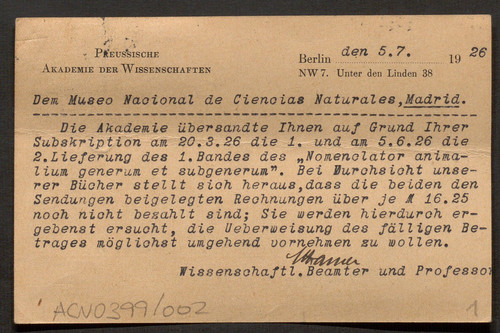 PREUSSISCHE
AKADEMIE DER WISSENSCHAFTEN
Berlin den 5.7. 1926
NW 7. Unter den Linden 38
Dem Museo Nacional de Ciencias Naturales, Madrid.
Die Akademie übersandte Ihnen auf Grund Ihrer
Subskription am 20.3.26 die 1. und am 5.6.26 die
2.Lieferung des 1.Bandes des „Nomenclator anima-
lium generum et subgenerum". Bei Durchsicht unse-
rer Bücher stellt sich heraus,dass die beiden den
Sendungen beigelegten Rechnungen über je M 16.25
noch nicht bezahlt sind; Sie werden hierdurch er-
gebenst ersucht, die Ueberweisung des fälligen Be-
trages möglichst umgehend vornehmen zu wollen.
Wissenschaftl.Beamter und Professor
ACN0399/002
1